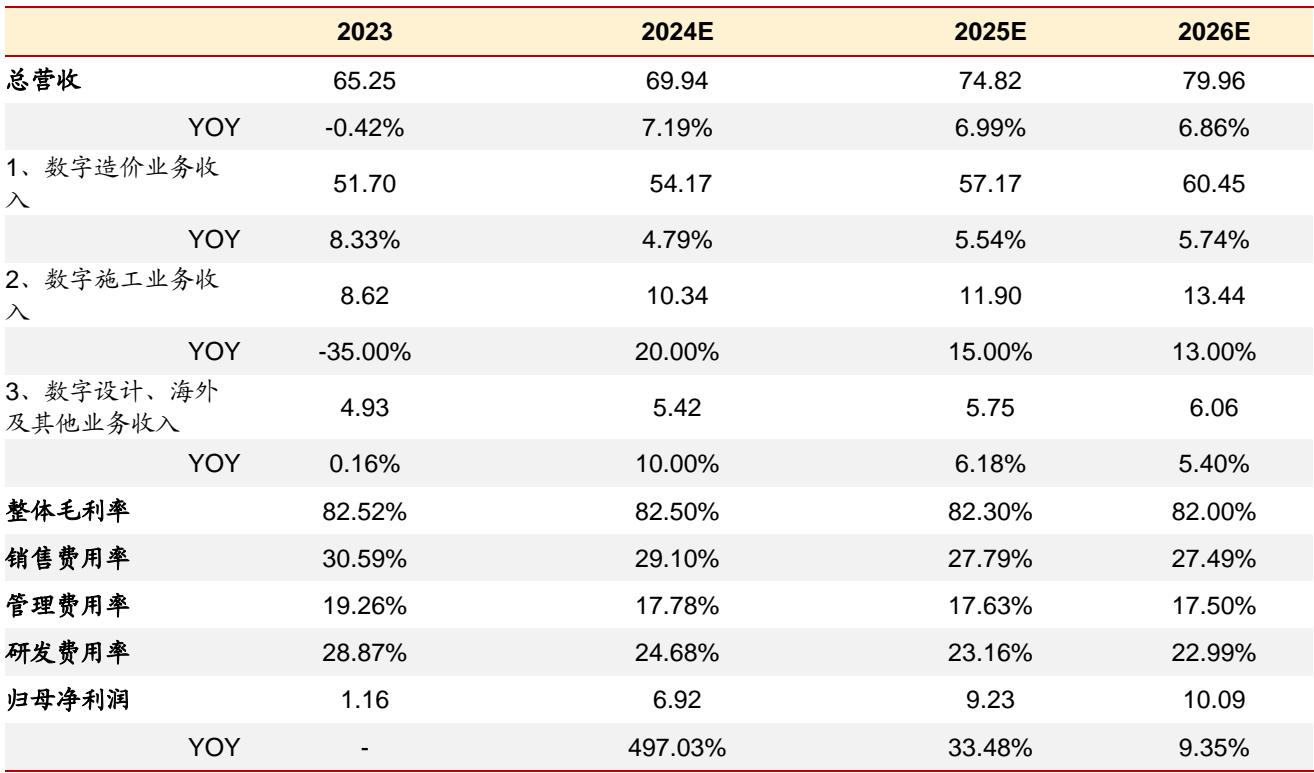 2023 2024E 2025E 2026E
总营收 65.25 69.94 74.82 79.96
YOY -0.42% 7.19% 6.99% 6.86%
1、数字造价业务收
入 51.70 54.17 57.17 60.45
YOY 8.33% 4.79% 5.54% 5.74%
2、数字施工业务收
入 8.62 10.34 11.90 13.44
YOY -35.00% 20.00% 15.00% 13.00%
3、数字设计、海外
及其他业务收入 4.93 5.42 5.75 6.06
YOY 0.16% 10.00% 6.18% 5.40%
整体毛利率 82.52% 82.50% 82.30% 82.00%
销售费用率 30.59% 29.10% 27.79% 27.49%
管理费用率 19.26% 17.78% 17.63% 17.50%
研发费用率 28.87% 24.68% 23.16% 22.99%
归母净利润 1.16 6.92 9.23 10.09
YOY - 497.03% 33.48% 9.35%